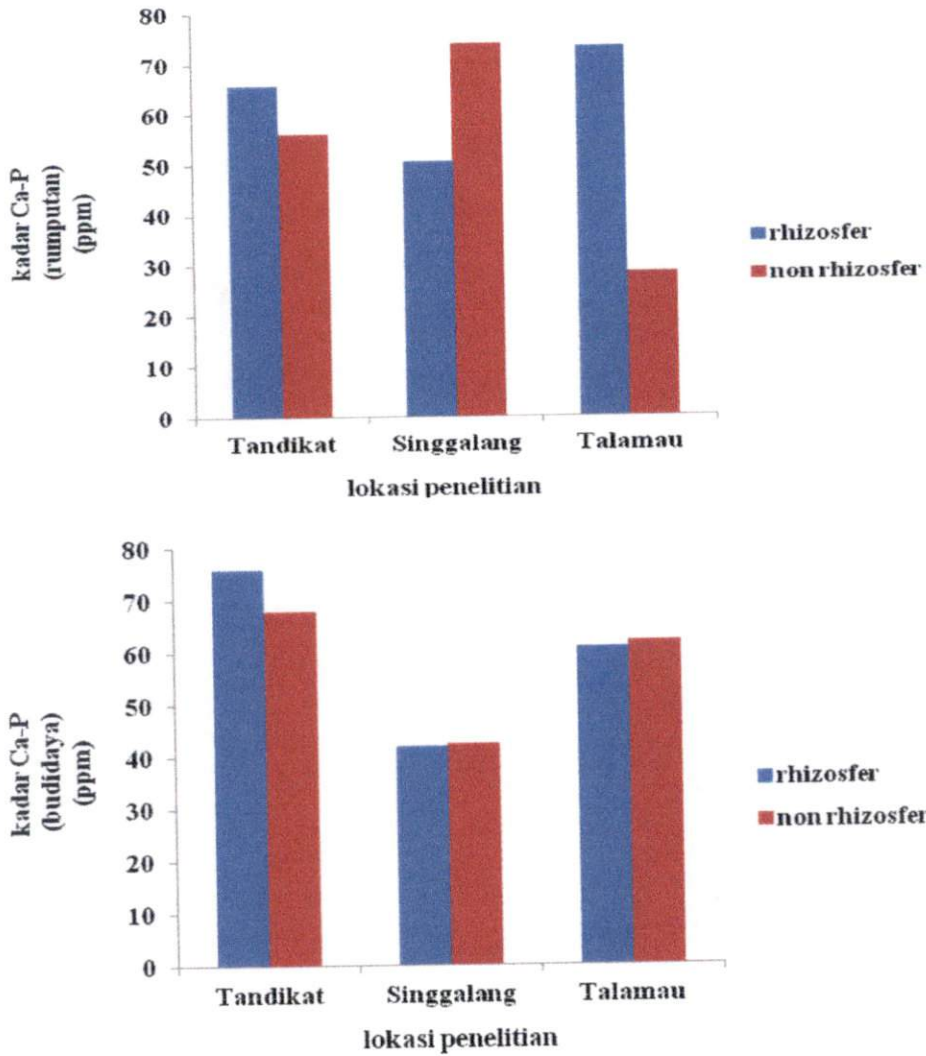 80
70
60
50
40
30
20
10
0
kadar Ca-P
(rumputan)
(ppm)
Tandikat Singgalang Talamau
lokasi penelitian
rhizosfer
non rhizosfer
80
70
60
50
40
30
20
10
0
kadar Ca-P
(budidaya)
(ppm)
Tandikat Singgalang Talamau
lokasi penelitian
rhizosfer
non rhizosfer